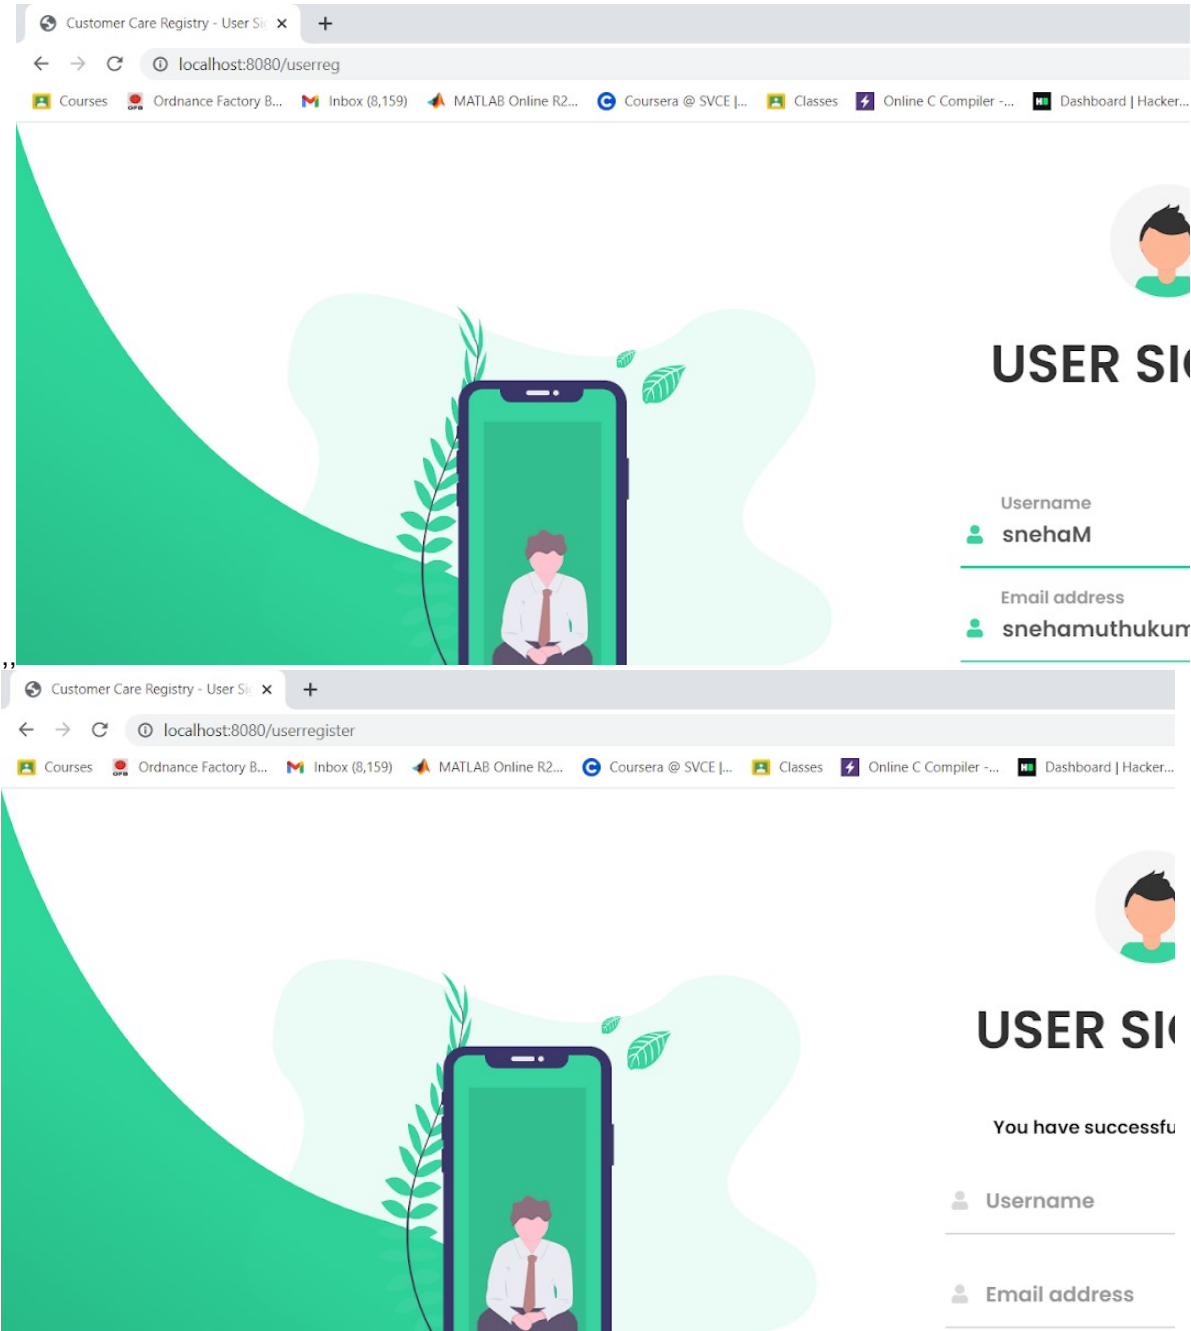 Customer Care Registry - User Si
localhost:8080/userreg
Courses Ordnance Factory B... Inbox (8,159) MATLAB Online R2... Coursera @ SVCE |... Classes Online C Compiler -... Dashboard | Hacker...
USER SI
Username
snehaM
Email address
snehamuthukum
,,
Customer Care Registry - User Si
localhost:8080/userregister
Courses Ordnance Factory B... Inbox (8,159) MATLAB Online R2... Coursera @ SVCE |... Classes Online C Compiler -... Dashboard | Hacker...
USER SI
You have successfu
Username
Email address